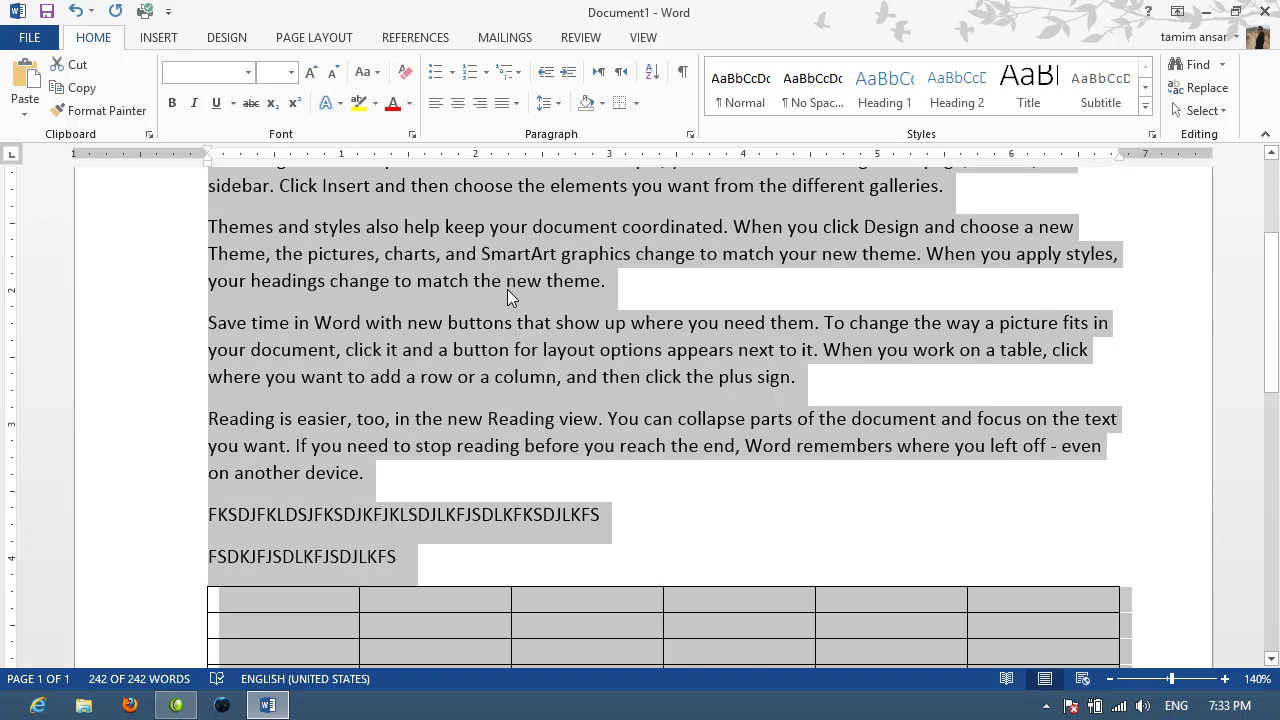 Document1 - Word
FILE HOME INSERT DESIGN PAGE LAYOUT REFERENCES MAILINGS REVIEW VIEW tamim ansar
Paste
Cut
Copy
Format Painter
Clipboard
Font
Paragraph
AaBbCcDc AaBbCcDc AaBbCc AaBbCcD AaBl AaBbCcD
¶ Normal ¶ No Spac... Heading 1 Heading 2 Title Subtitle
Styles
Find
Replace
Select
Editing
1 1 2 3 4 5 6 7
sidebar. Click Insert and then choose the elements you want from the different galleries.
Themes and styles also help keep your document coordinated. When you click Design and choose a new
Theme, the pictures, charts, and SmartArt graphics change to match your new theme. When you apply styles,
your headings change to match the new theme.
Save time in Word with new buttons that show up where you need them. To change the way a picture fits in
your document, click it and a button for layout options appears next to it. When you work on a table, click
where you want to add a row or a column, and then click the plus sign.
Reading is easier, too, in the new Reading view. You can collapse parts of the document and focus on the text
you want. If you need to stop reading before you reach the end, Word remembers where you left off - even
on another device.
FKSDJFKLDSJFKSDJKFJKLSDJLKFJSDLKFKSDJLKFS
FSDKJFJSDLKFJSDJLKFS
2
3
4
PAGE 1 OF 1 242 OF 242 WORDS ENGLISH (UNITED STATES) 140%
ENG 7:33 PM